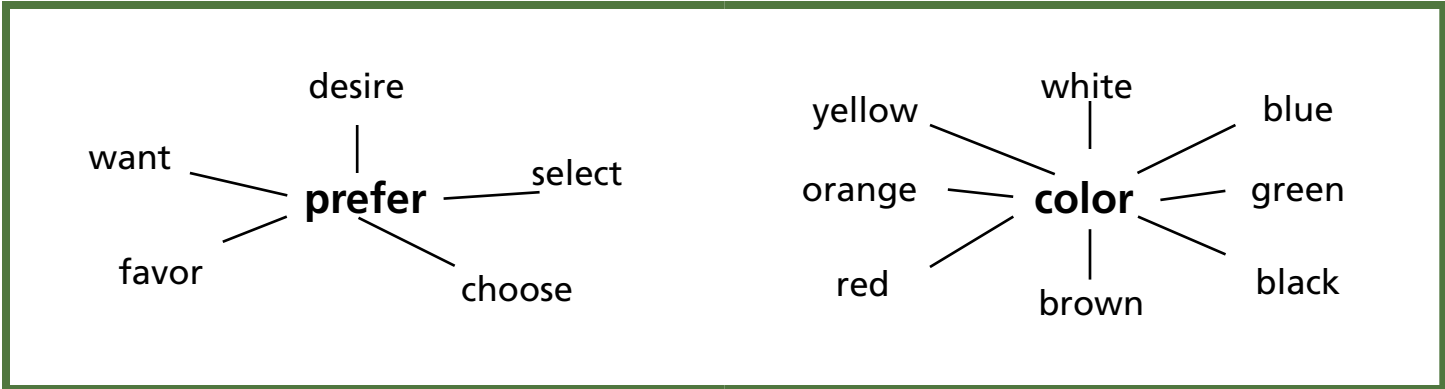 desire
want
select
prefer
favor
choose
white
yellow
blue
orange
color
green
red
brown
black